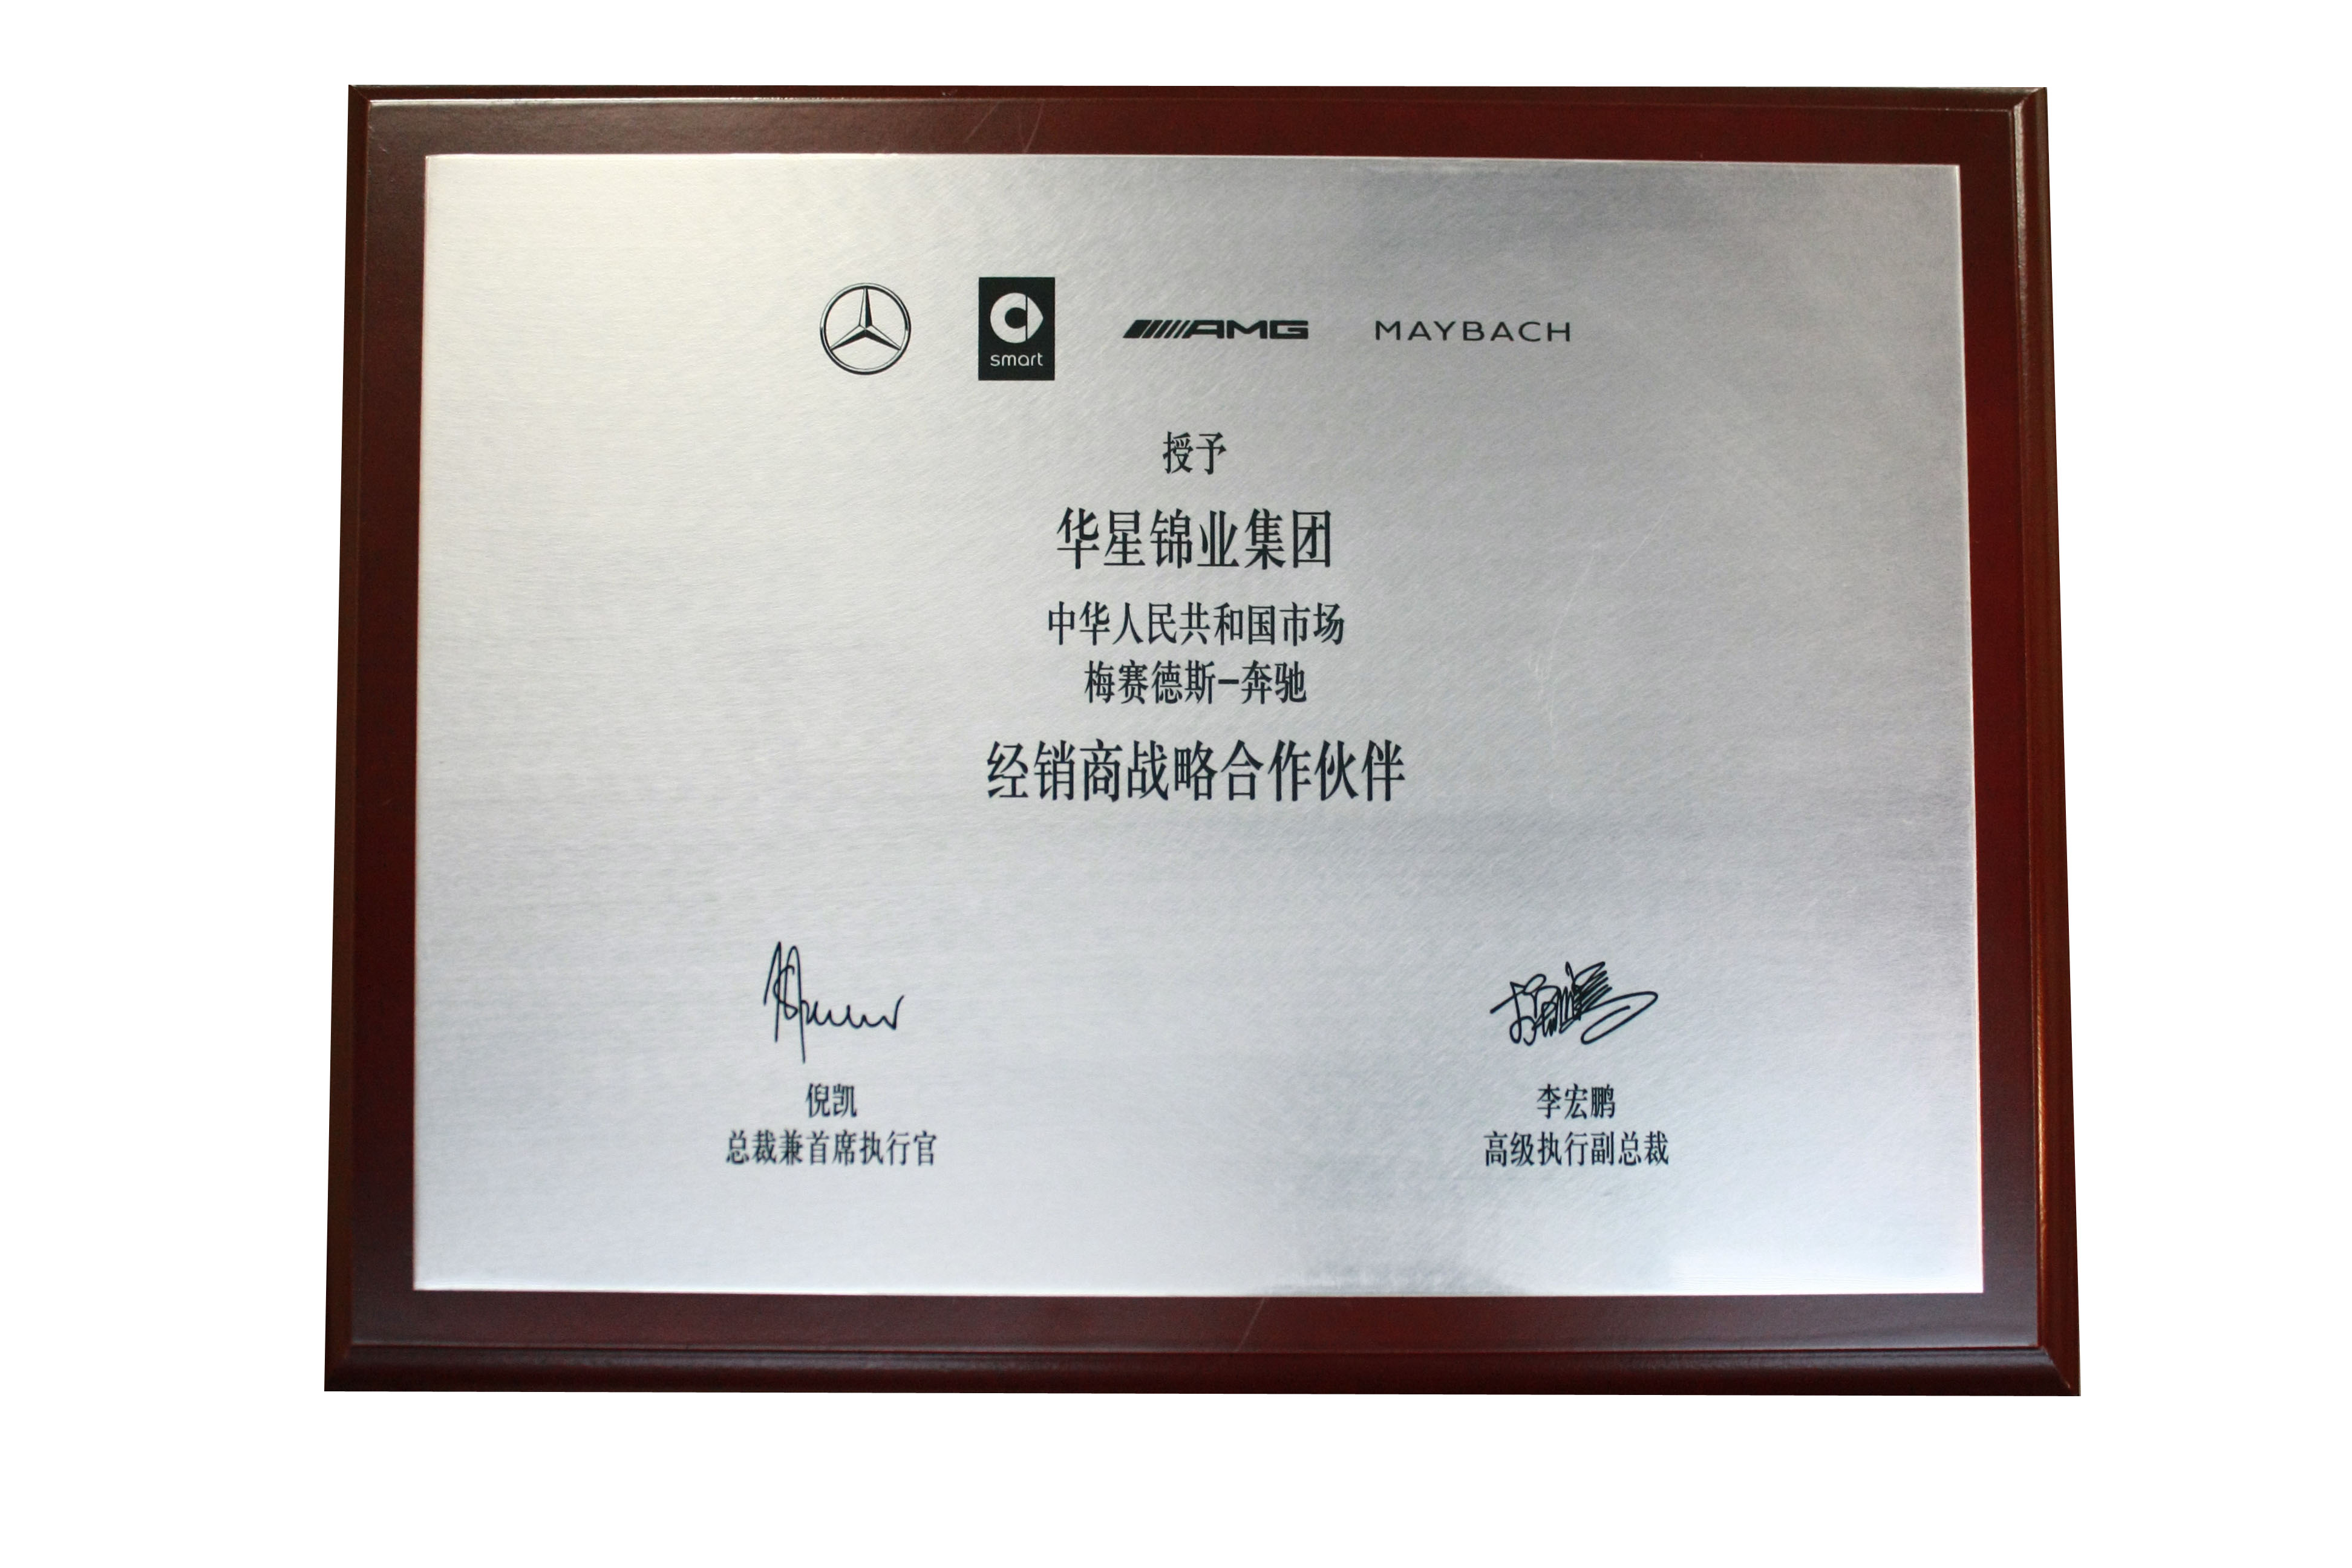 smart
AMG
MAYBACH
授予
华星锦业集团
中华人民共和国市场
梅赛德斯-奔驰
经销商战略合作伙伴
倪凯
总裁兼首席执行官
李宏鹏
高级执行副总裁